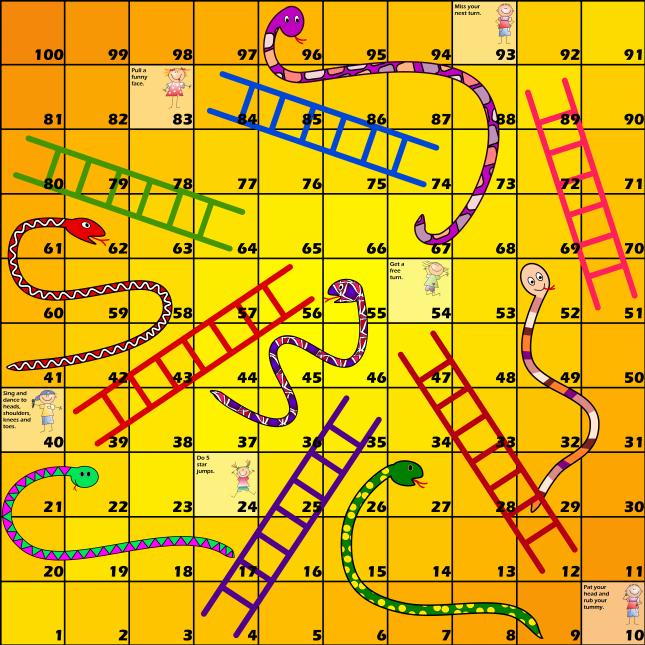 Miss your
next turn.
100 99 98 97 96 95 94 93 92 91
Pull a
funny
face.
81 82 83 84 85 86 87 88 89 90
80 79 78 77 76 75 74 73 72 71
61 62 63 64 65 66 67 68 69 70
Get a
free
turn.
60 59 58 57 56 55 54 53 52 51
41 42 43 44 45 46 47 48 49 50
Sing and
dance to
heads,
shoulders,
knees and
toes.
40 39 38 37 36 35 34 33 32 31
Do 5
star
jumps.
21 22 23 24 25 26 27 28 29 30
20 19 18 17 16 15 14 13 12 11
Pat your
head and
rub your
tummy.
1 2 3 4 5 6 7 8 9 10